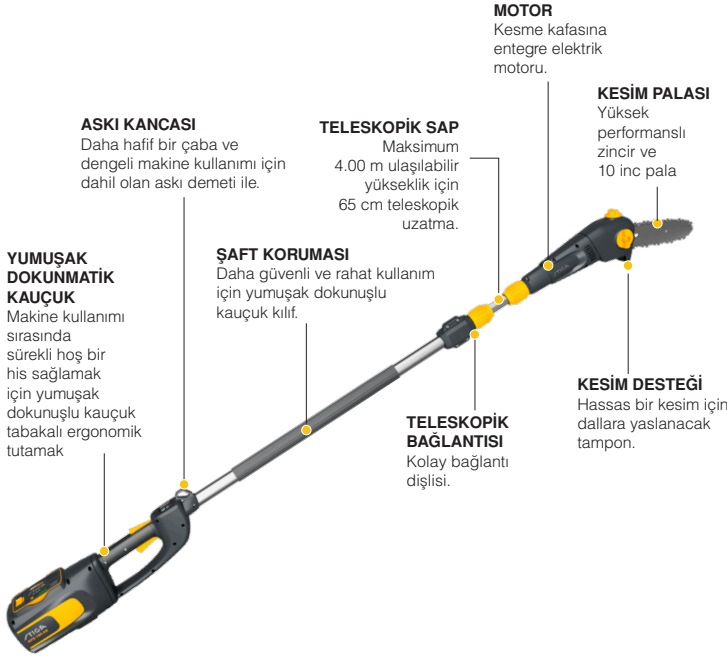 MOTOR
Kesme kafasına
entegre elektrik
motoru.
KESİM PALASI
Yüksek
performanslı
zincir ve
10 inc pala
ASKI KANCASI
Daha hafif bir çaba ve
dengeli makine kullanımı için
dahil olan askı demeti ile.
TELESKOPİK SAP
Maksimum
4.00 m ulaşılabilir
yükseklik için
65 cm teleskopik
uzatma.
YUMUŞAK
DOKUNMATİK
KAUÇUK
Makine kullanımı
sırasında
sürekli hoş bir
his sağlamak
için yumuşak
dokunuşlu kauçuk
tabakalı ergonomik
tutamak
ŞAFT KORUMASI
Daha güvenli ve rahat kullanım
için yumuşak dokunuşlu
kauçuk kılıf.
TELESKOPİK
BAĞLANTISI
Kolay bağlantı
dişlisi.
KESİM DESTEĞİ
Hassas bir kesim için
dallara yaslanacak
tampon.
STIGA